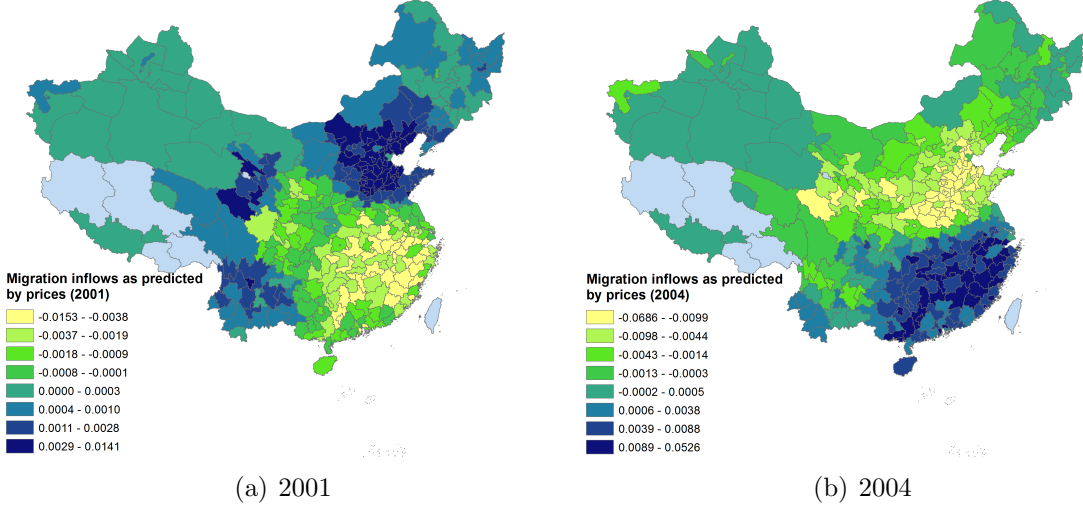 Migration inflows as predicted
by prices (2001)
-0.0153 - -0.0038
-0.0037 - -0.0019
-0.0018 - -0.0009
-0.0008 - -0.0001
0.0000 - 0.0003
0.0004 - 0.0010
0.0011 - 0.0028
0.0029 - 0.0141
(a) 2001
Migration inflows as predicted
by prices (2004)
-0.0686 - -0.0099
-0.0098 - -0.0044
-0.0043 - -0.0014
-0.0013 - -0.0003
-0.0002 - 0.0005
0.0006 - 0.0038
0.0039 - 0.0088
0.0089 - 0.0526
(b) 2004